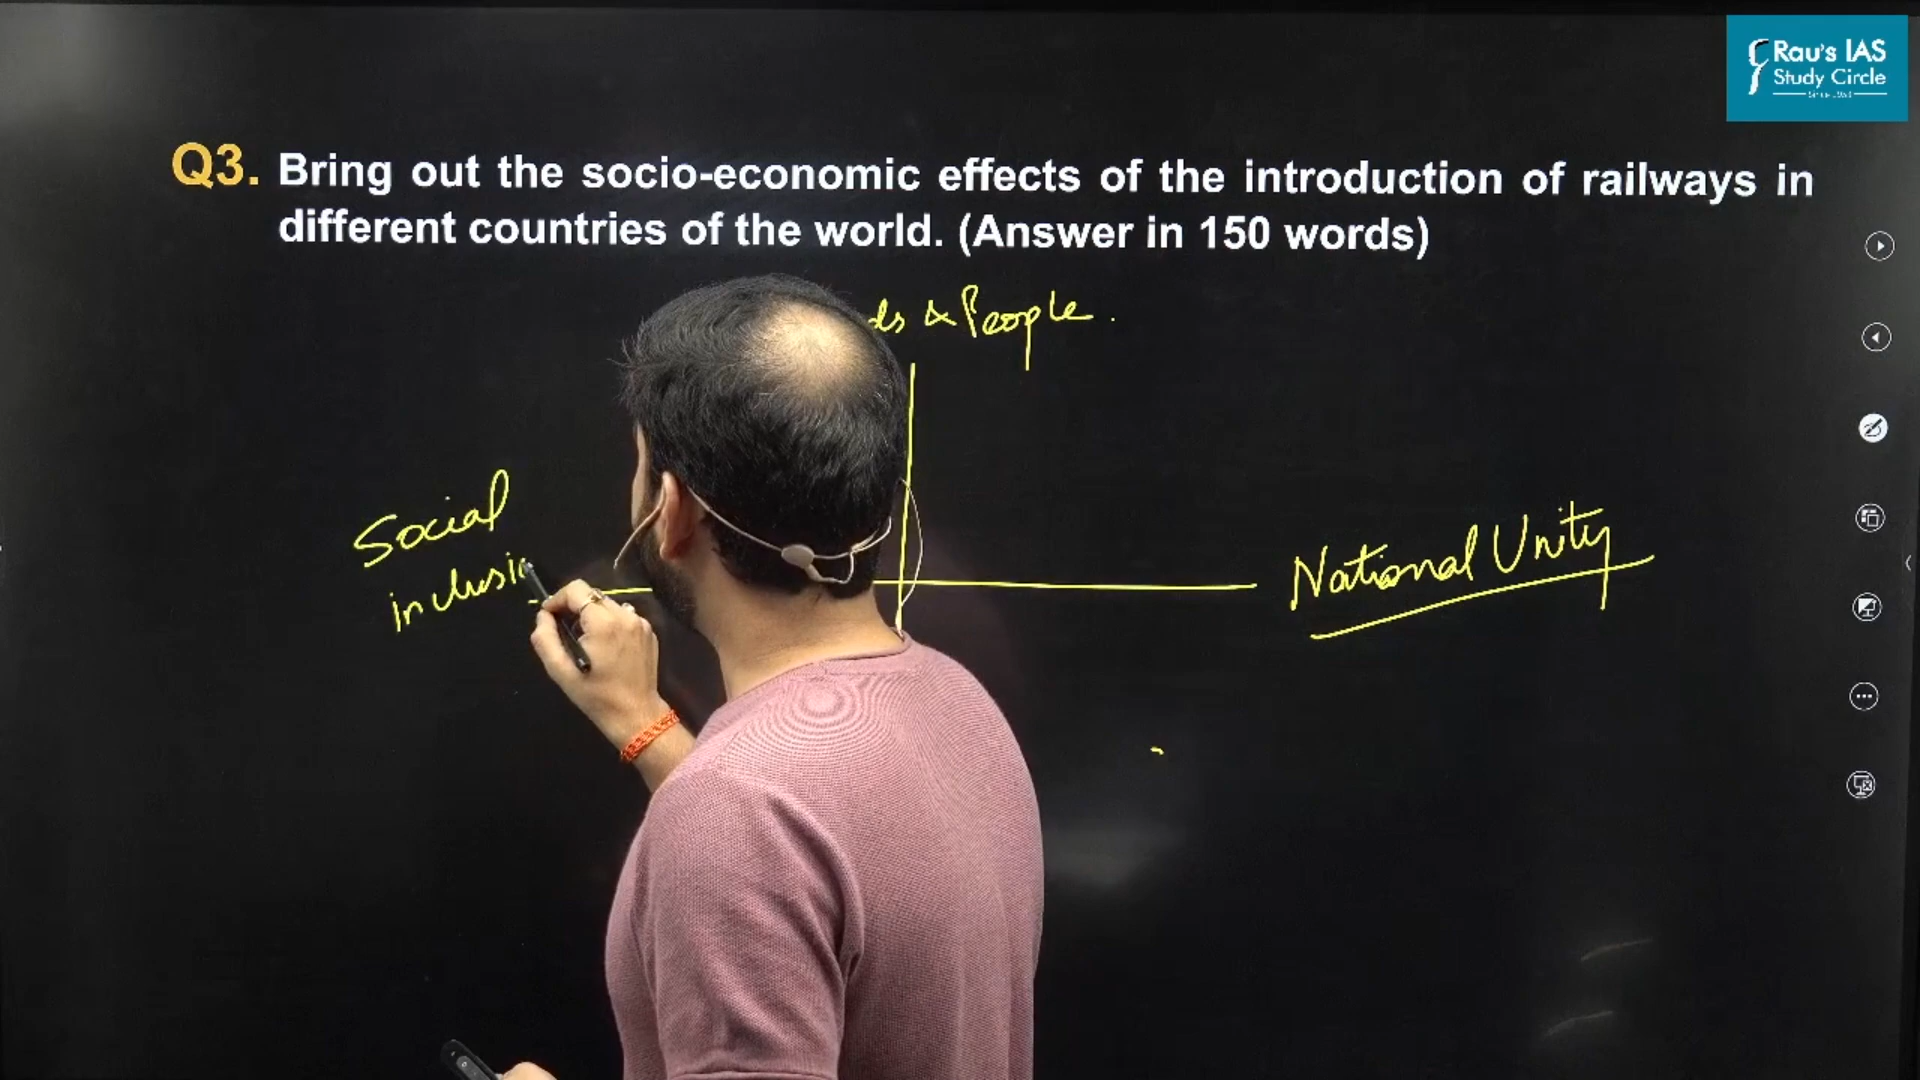 Rau's IAS
Study Circle
Q3. Bring out the socio-economic effects of the introduction of railways in
different countries of the world. (Answer in 150 words)
& People.
Social
inclusi
National Unity